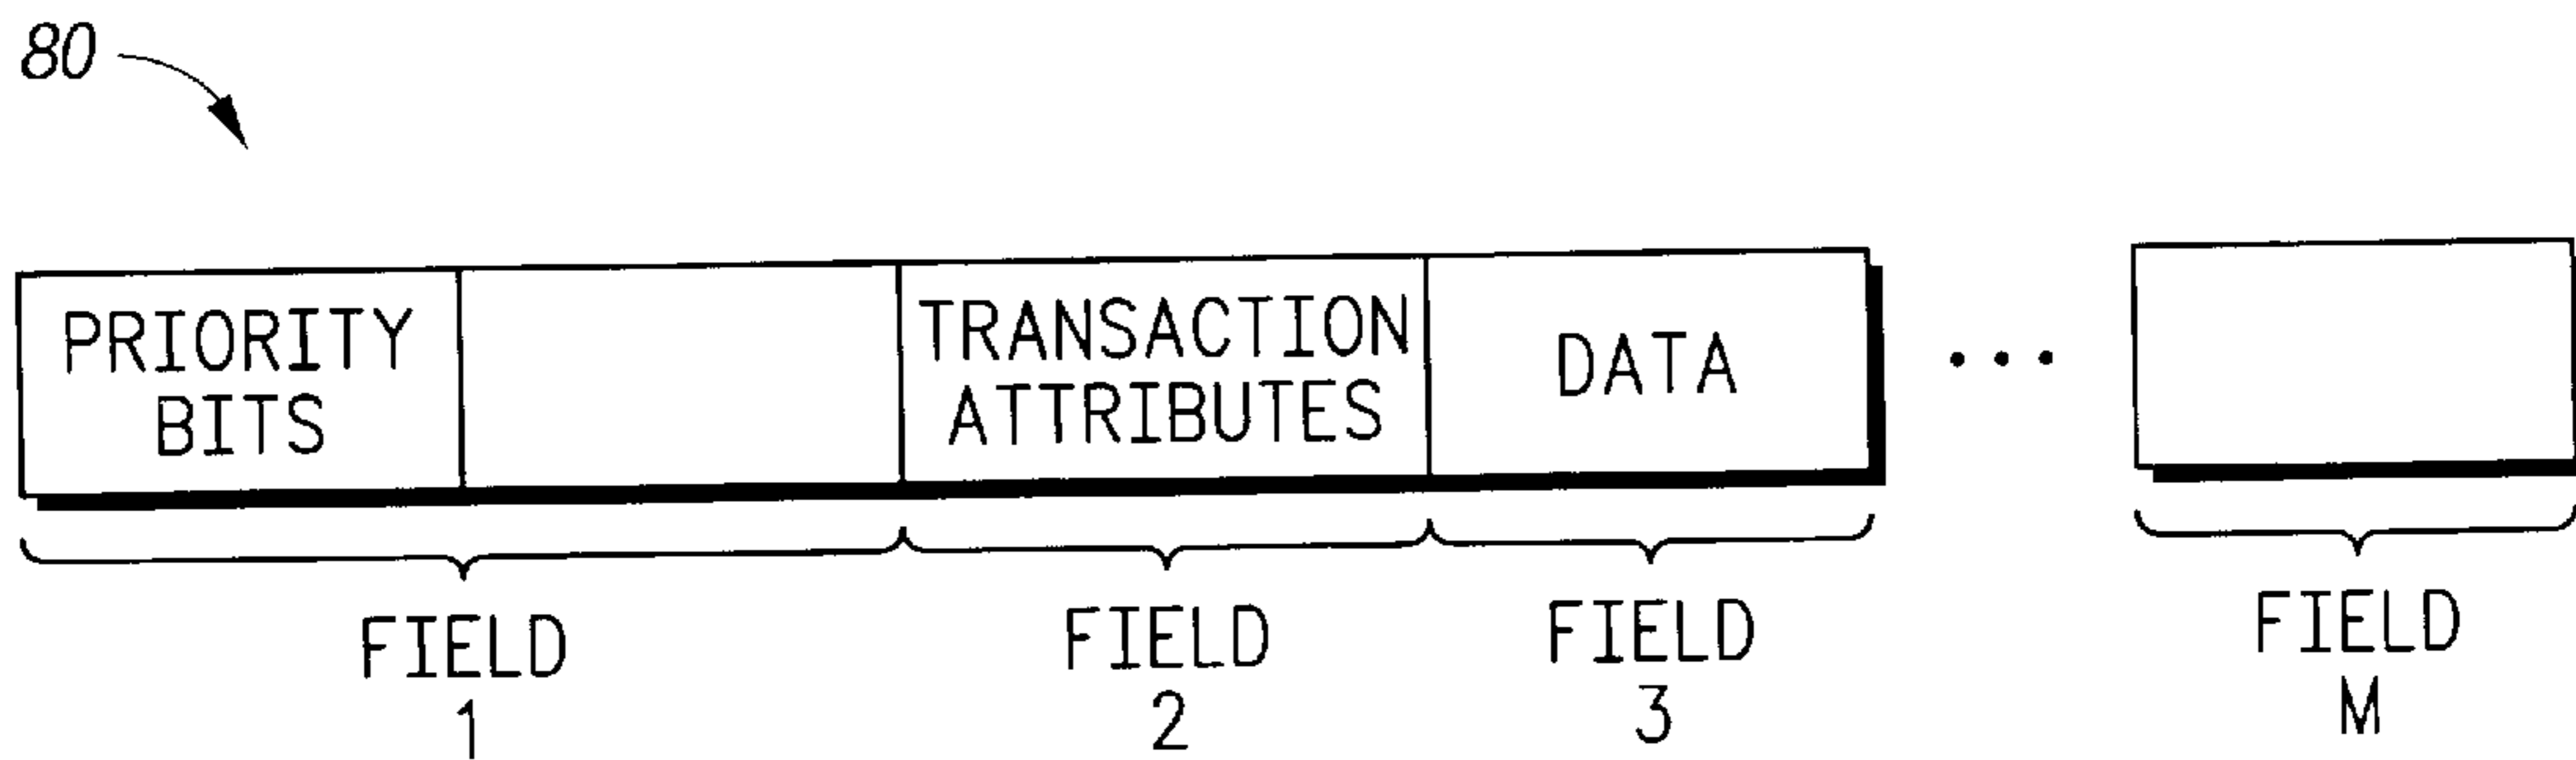 80
PRIORITY
BITS
TRANSACTION
ATTRIBUTES
DATA
...
FIELD
1
FIELD
2
FIELD
3
FIELD
M